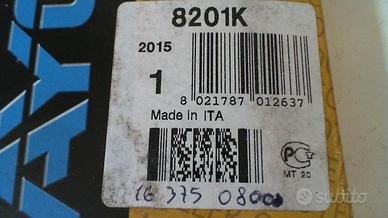 8201K
2015
1
8 021787 012637
Made in ITA
MT 20
16 375 0800
subito